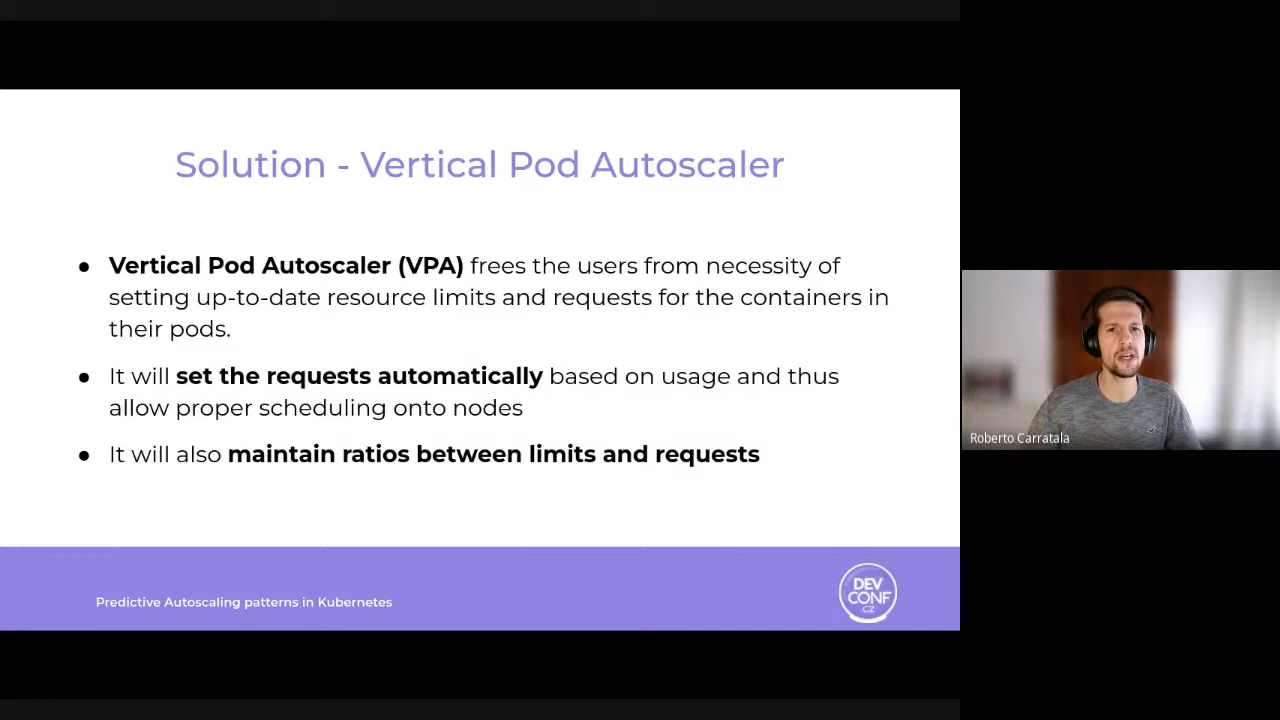 Solution - Vertical Pod Autoscaler
● Vertical Pod Autoscaler (VPA) frees the users from necessity of
setting up-to-date resource limits and requests for the containers in
their pods.
● It will set the requests automatically based on usage and thus
allow proper scheduling onto nodes
● It will also maintain ratios between limits and requests
Predictive Autoscaling patterns in Kubernetes
DEV
CONF
.CZ
Roberto Carratala